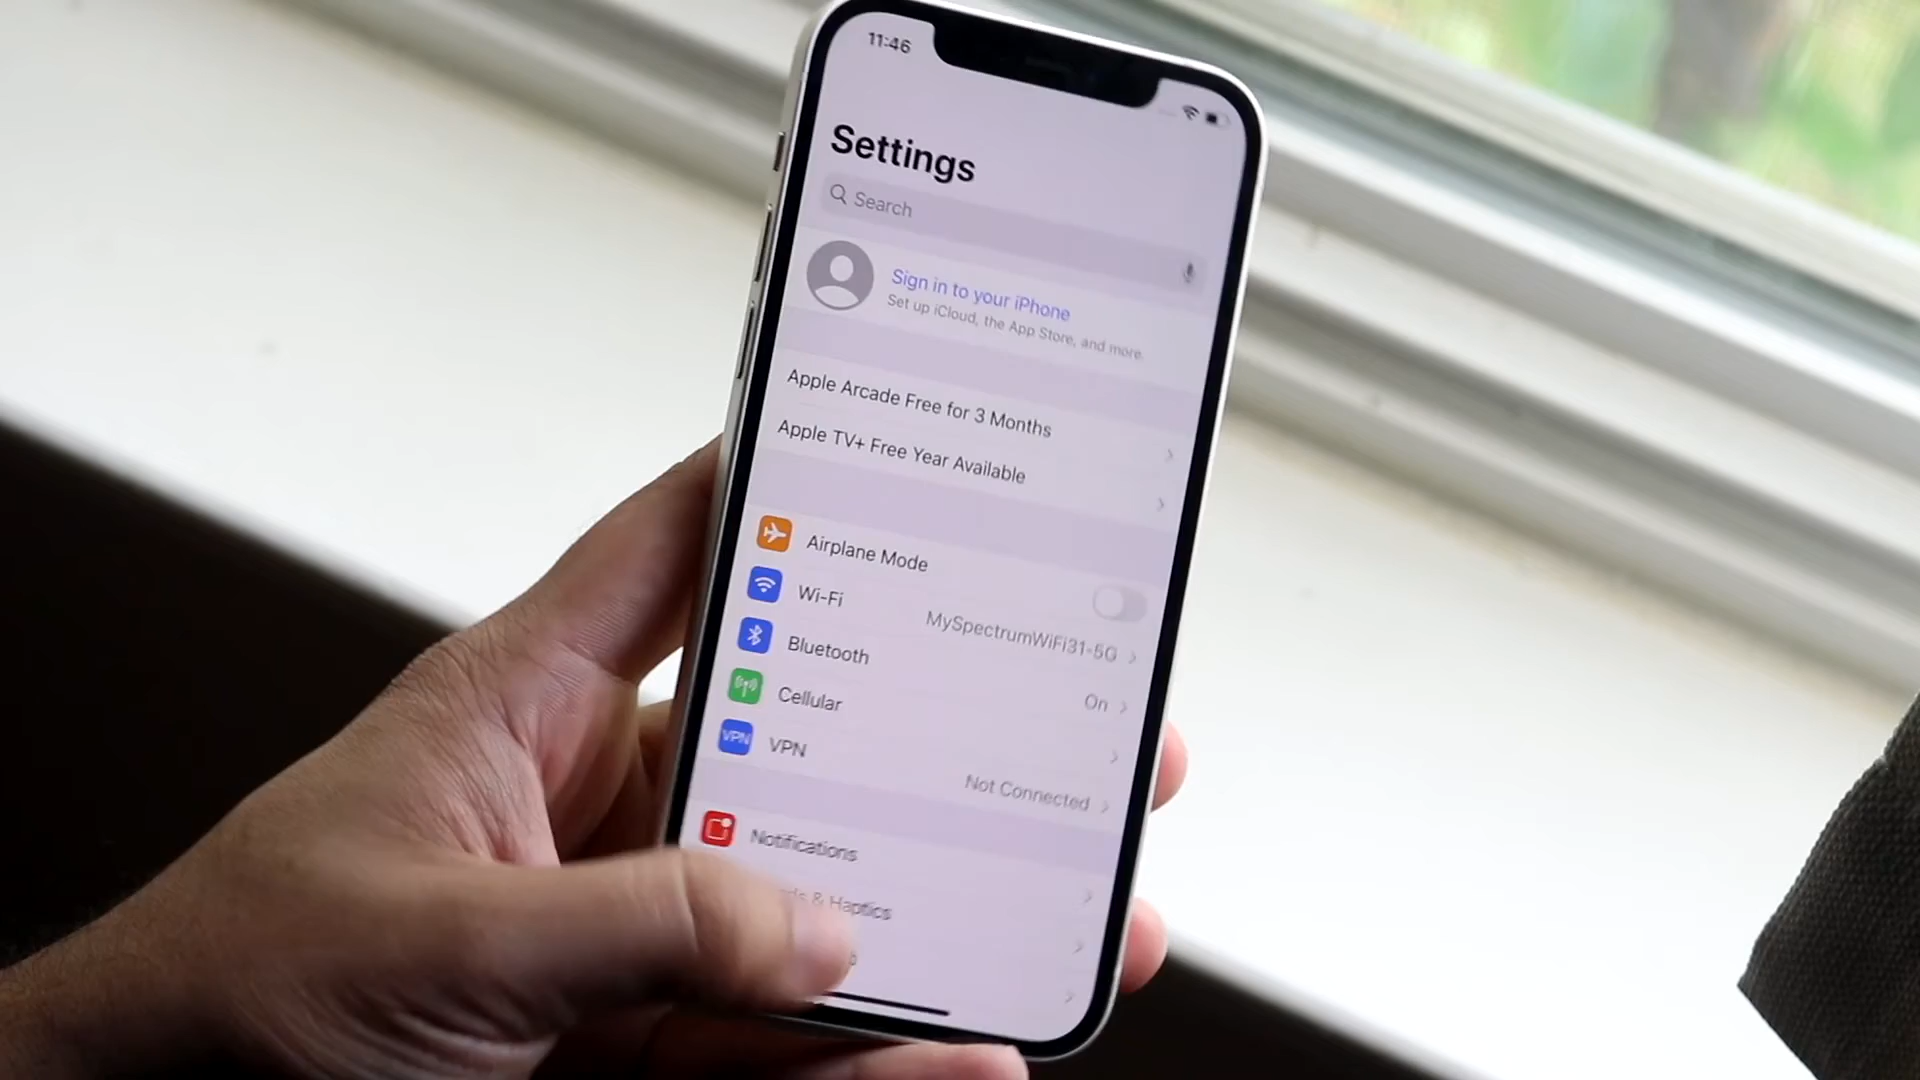 11:46
Settings
Search
Sign in to your iPhone
Set up iCloud, the App Store, and more.
Apple Arcade Free for 3 Months
Apple TV+ Free Year Available
Airplane Mode
Wi-Fi
MySpectrumWiFi31-5G
Bluetooth
On
Cellular
VPN
VPN
Not Connected
Notifications
& Haptics